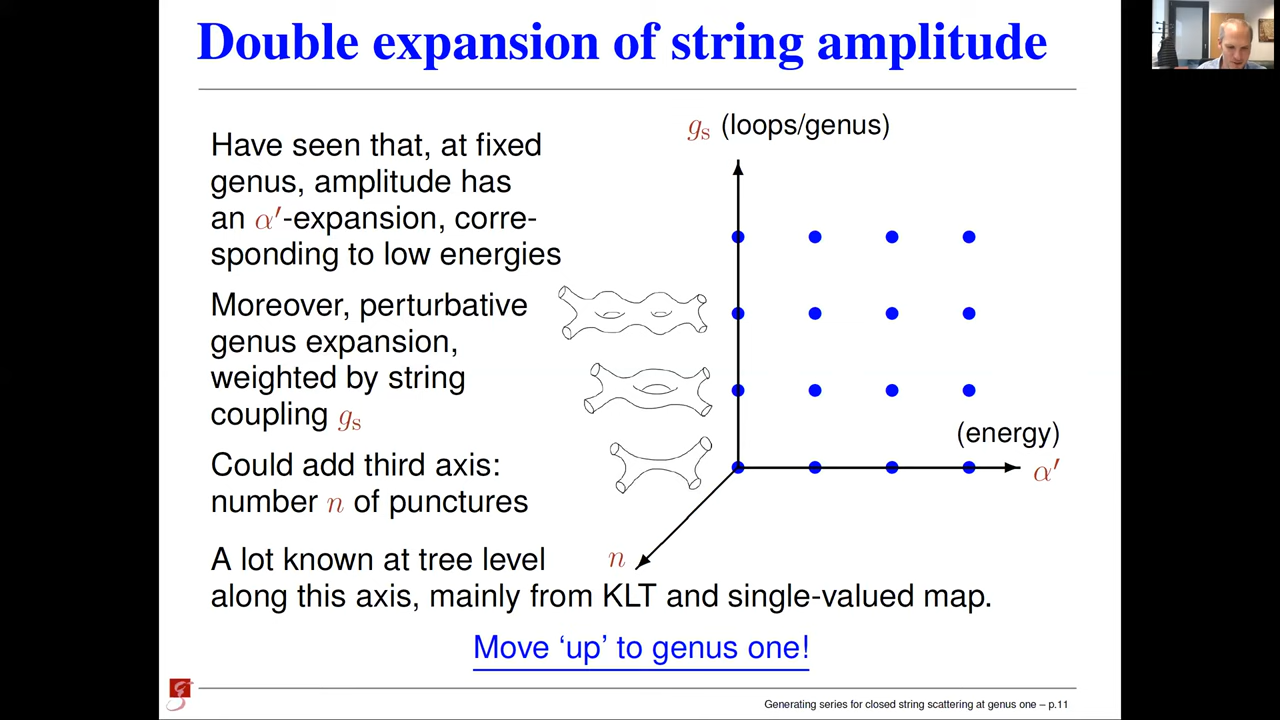 Double expansion of string amplitude
Have seen that, at fixed
genus, amplitude has
an α′-expansion, corre-
sponding to low energies
Moreover, perturbative
genus expansion,
weighted by string
coupling gs
Could add third axis:
number n of punctures
A lot known at tree level
along this axis, mainly from KLT and single-valued map.
gs (loops/genus)
(energy)
α′
n
Move ‘up’ to genus one!
Generating series for closed string scattering at genus one – p.11